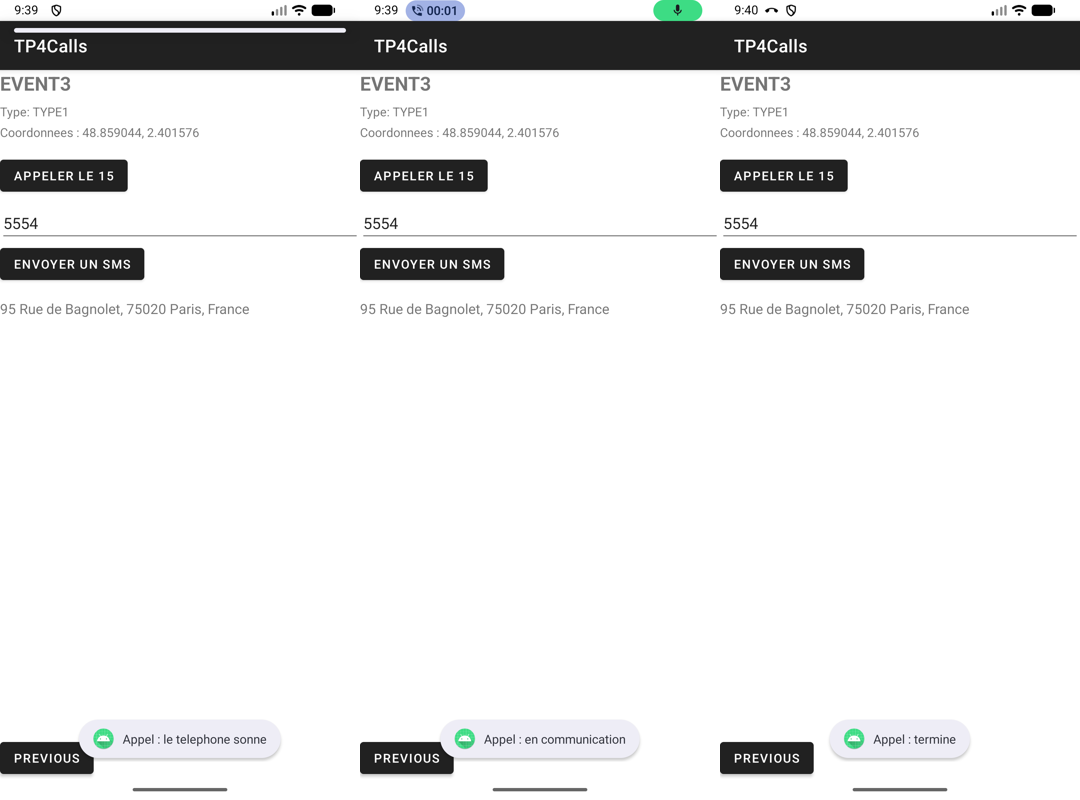 9:39
TP4Calls
EVENT3
Type: TYPE1
Coordonnees : 48.859044, 2.401576
APPELER LE 15
5554
ENVOYER UN SMS
95 Rue de Bagnolet, 75020 Paris, France
Appel : le telephone sonne
PREVIOUS
9:39 00:01
TP4Calls
EVENT3
Type: TYPE1
Coordonnees : 48.859044, 2.401576
APPELER LE 15
5554
ENVOYER UN SMS
95 Rue de Bagnolet, 75020 Paris, France
Appel : en communication
PREVIOUS
9:40
TP4Calls
EVENT3
Type: TYPE1
Coordonnees : 48.859044, 2.401576
APPELER LE 15
5554
ENVOYER UN SMS
95 Rue de Bagnolet, 75020 Paris, France
Appel : termine
PREVIOUS